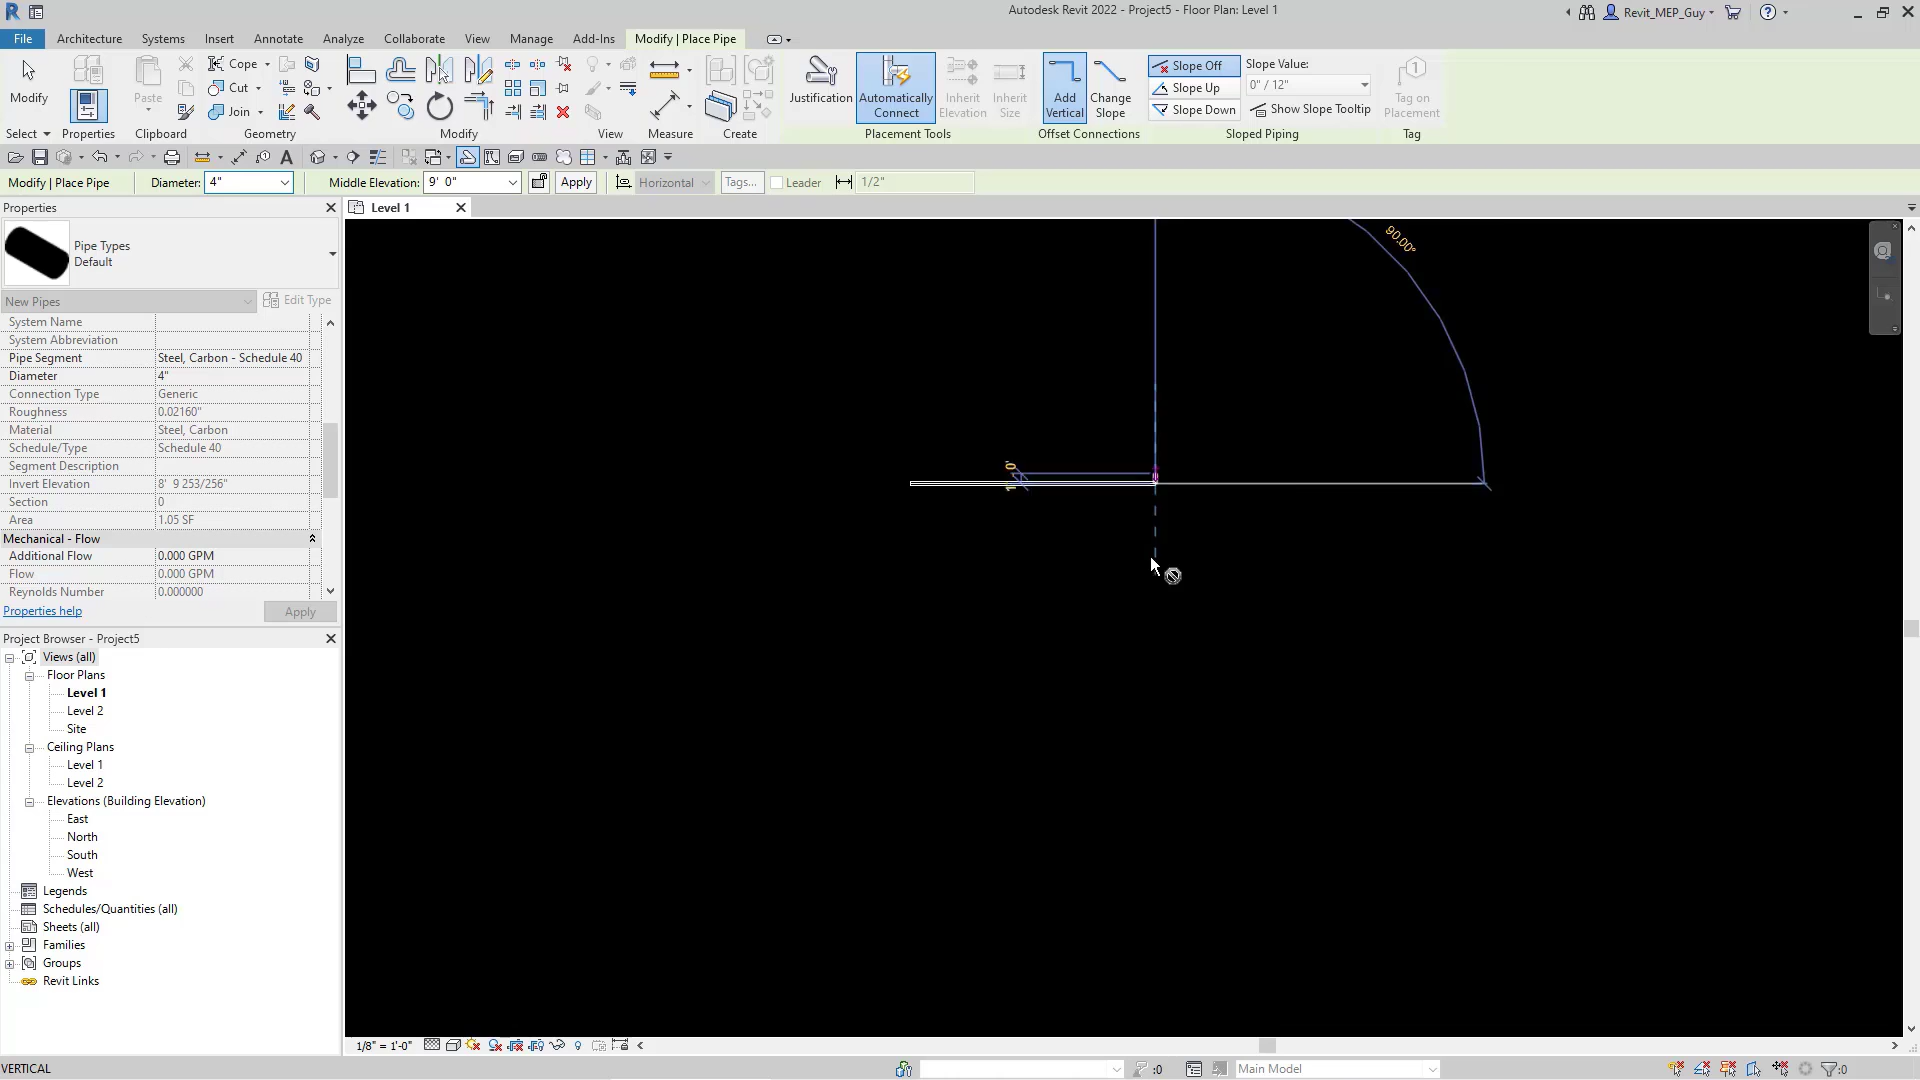 Autodesk Revit 2022 - Project5 - Floor Plan: Level 1
Revit_MEP_Guy
File Architecture Systems Insert Annotate Analyze Collaborate View Manage Add-Ins Modify | Place Pipe
Modify
Paste
Cope
Cut
Join
Justification
Automatically Connect
Inherit Elevation
Inherit Size
Add Vertical
Change Slope
Slope Off
Slope Up
Slope Down
Slope Value:
0" / 12"
Show Slope Tooltip
Tag on Placement
Select Properties Clipboard Geometry Modify View Measure Create Placement Tools Offset Connections Sloped Piping Tag
Modify | Place Pipe Diameter: 4" Middle Elevation: 9' 0" Apply Horizontal Tags... Leader 1/2"
Properties
Level 1
Pipe Types
Default
New Pipes Edit Type
System Name
System Abbreviation
Pipe Segment Steel, Carbon - Schedule 40
Diameter 4"
Connection Type Generic
Roughness 0.02160"
Material Steel, Carbon
Schedule/Type Schedule 40
Segment Description
Invert Elevation 8' 9 253/256"
Section 0
Area 1.05 SF
Mechanical - Flow
Additional Flow 0.000 GPM
Flow 0.000 GPM
Reynolds Number 0.000000
Properties help Apply
90.00°
Project Browser - Project5
Views (all)
Floor Plans
Level 1
Level 2
Site
Ceiling Plans
Level 1
Level 2
Elevations (Building Elevation)
East
North
South
West
Legends
Schedules/Quantities (all)
Sheets (all)
Families
Groups
Revit Links
1/8" = 1'-0"
VERTICAL
:0
Main Model
:0